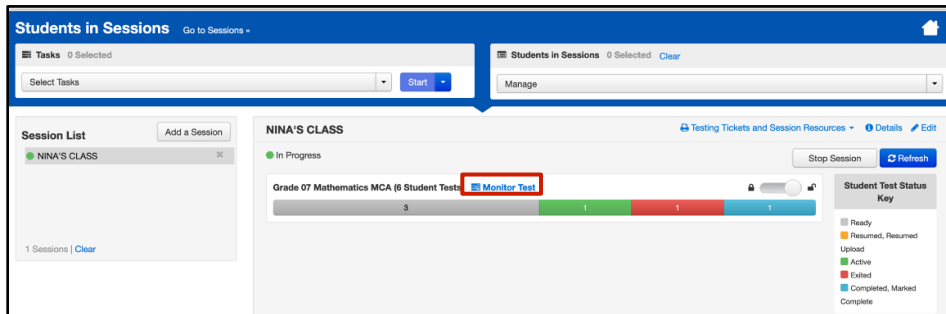 Students in Sessions Go to Sessions »
Tasks 0 Selected
Select Tasks
Start
Students in Sessions 0 Selected Clear
Manage
Session List
Add a Session
NINA'S CLASS
1 Sessions | Clear
NINA'S CLASS
Testing Tickets and Session Resources
Details
Edit
In Progress
Stop Session
Refresh
Grade 07 Mathematics MCA (6 Student Tests
Monitor Test
3
1
1
1
Student Test Status
Key
Ready
Resumed, Resumed
Upload
Active
Exited
Completed, Marked
Complete